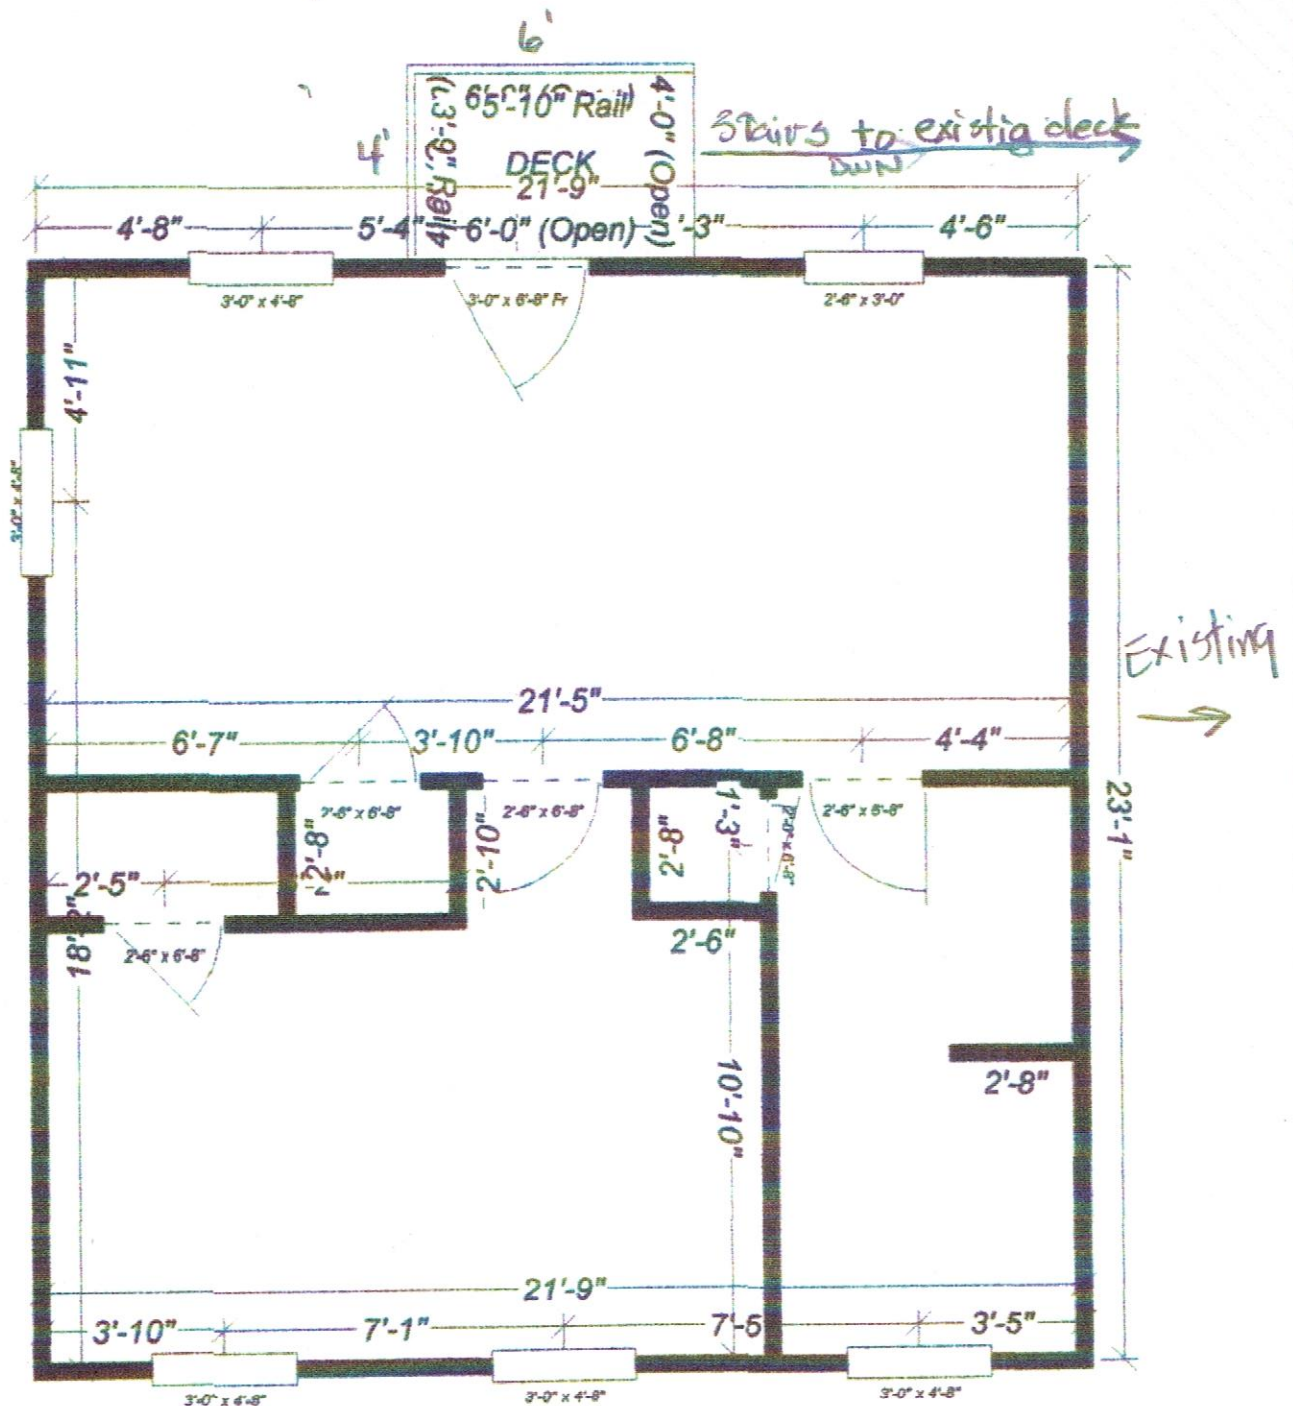 6'
65'-10" Rail
4'-0" (Open)
4'
DECK
Stairs to existig deck
DWN
21'-9"
4'-8"
5'-4"
6'-0" (Open)
'-3"
4'-6"
3'-0" x 4'-8"
3'-0" x 6'-8" Fr
2'-6" x 3'-0"
4'-11"
3'-0" x 4'-8"
Existing
21'-5"
6'-7"
3'-10"
6'-8"
4'-4"
2'-6" x 6'-8"
2'-6" x 6'-8"
2'-6" x 6'-8"
1'-3"
2'-8"
2'-10"
2'-8"
23'-1"
2'-5"
2'-6"
2'-6" x 6'-8"
10'-10"
2'-8"
21'-9"
3'-10"
7'-1"
7'-5
3'-5"
3'-0" x 4'-8"
3'-0" x 4'-8"
3'-0" x 4'-8"